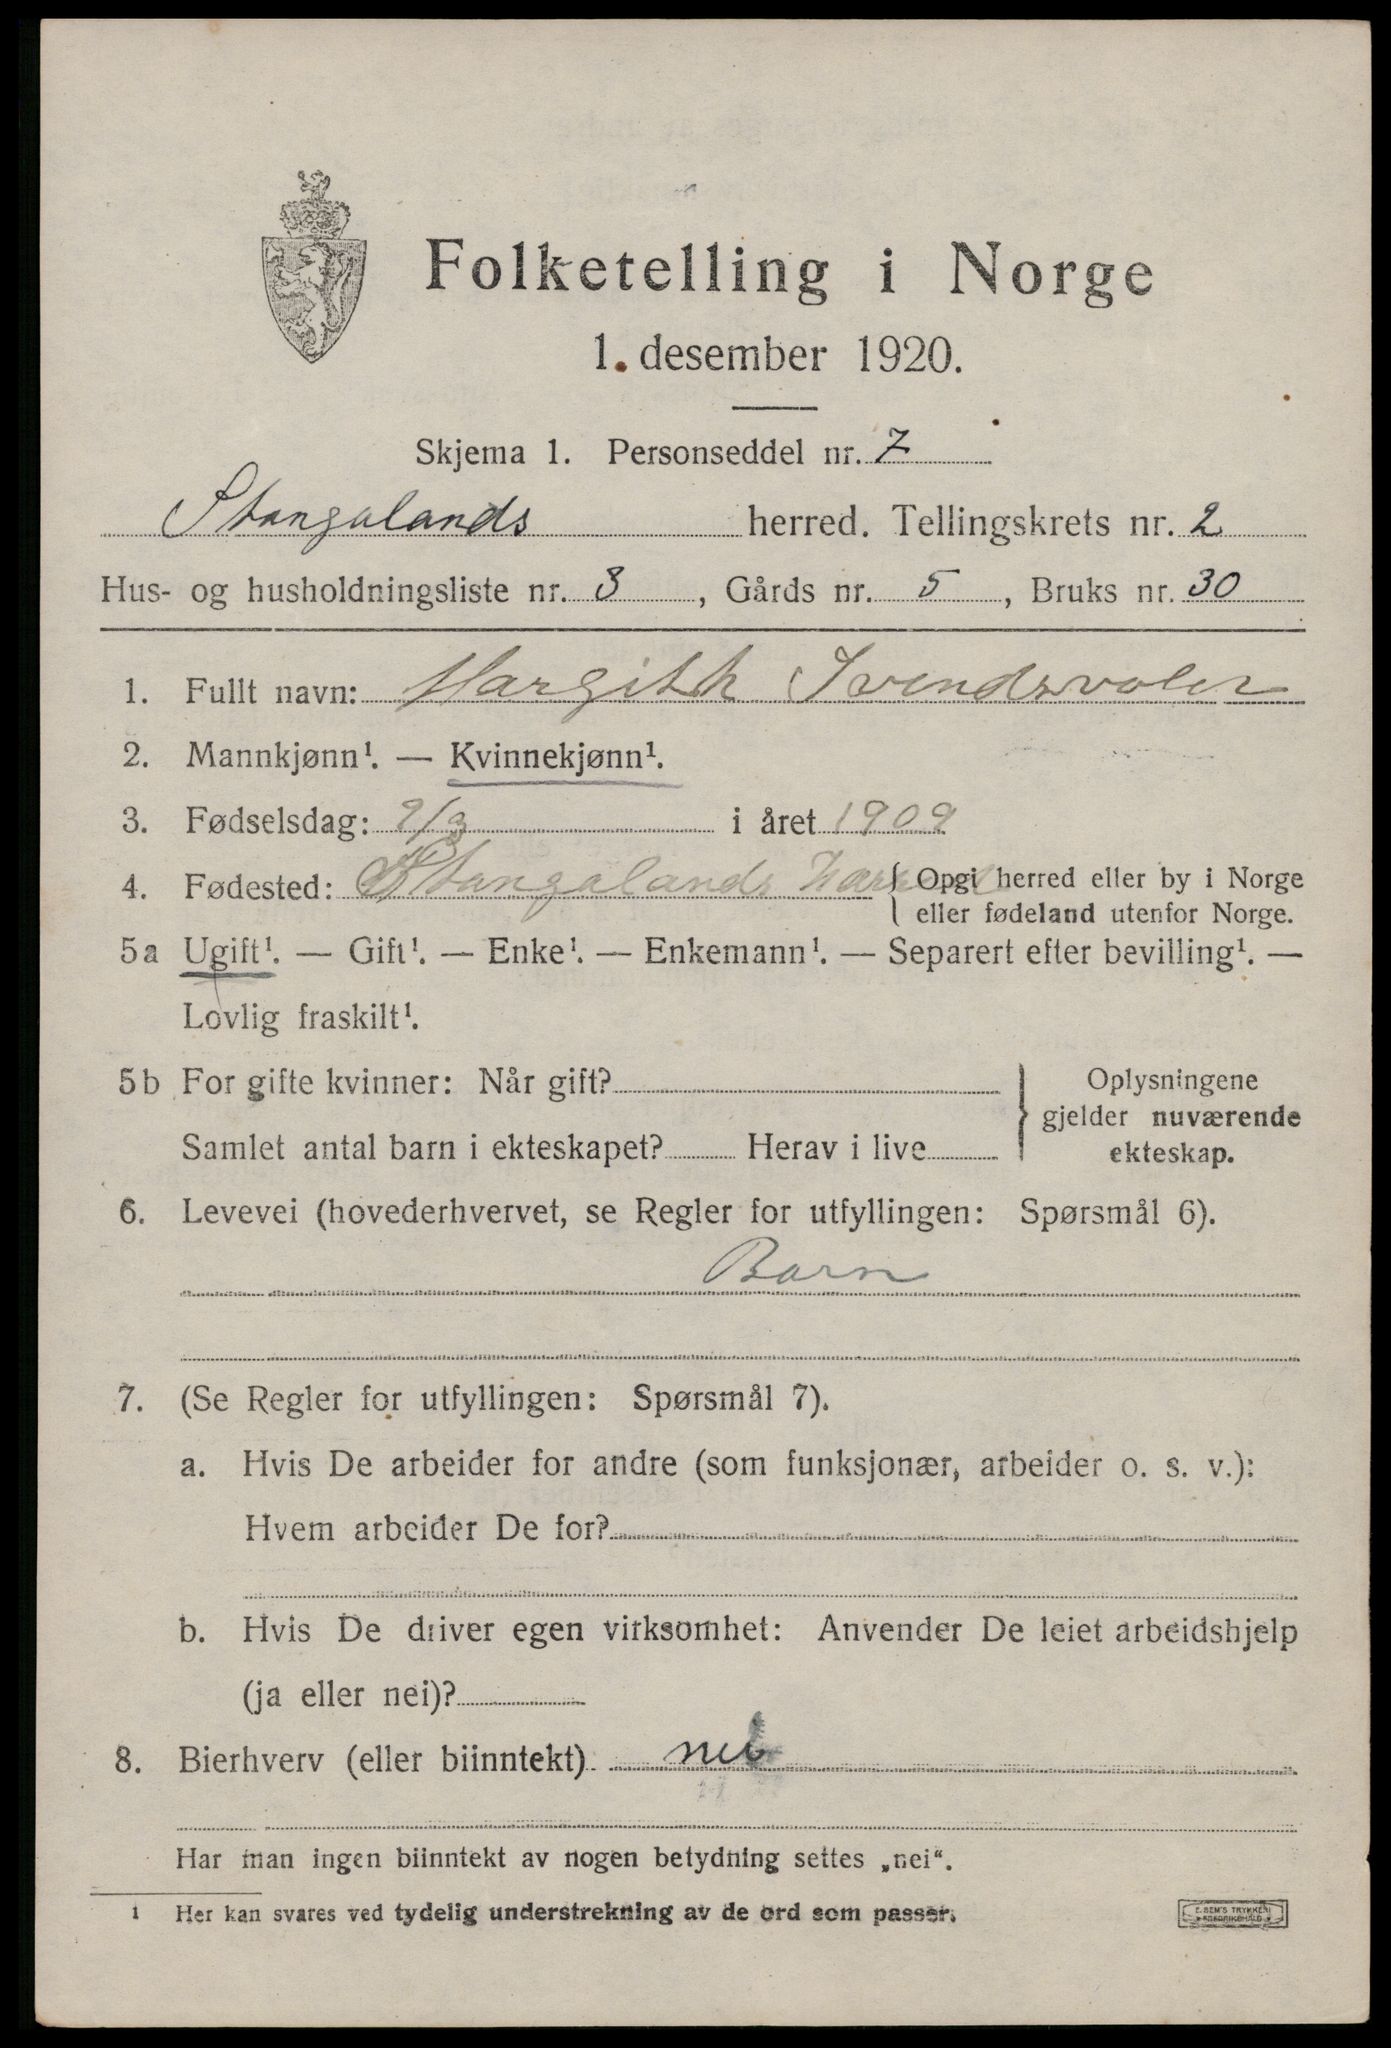 Folketelling i Norge
1. desember 1920.
Skjema 1. Personseddel nr. 7
Stangalands herred. Tellingskrets nr. 2
Hus- og husholdningsliste nr. 3, Gårds nr. 5, Bruks nr. 30
1. Fullt navn: Margith
2. Mannkjønn¹. — Kvinnekjønn¹.
3. Fødselsdag: 9/3 i året 1909
4. Fødested: Stangalands {Opgi herred eller by i Norge
eller fødeland utenfor Norge.
5a Ugift¹. — Gift¹. — Enke¹. — Enkemann¹. — Separert efter bevilling¹. —
Lovlig fraskilt¹.
5b For gifte kvinner: Når gift?
Samlet antal barn i ekteskapet? Herav i live
} Oplysningene
gjelder nuværende
ekteskap.
6. Levevei (hovederhvervet, se Regler for utfyllingen: Spørsmål 6).
Barn
7. (Se Regler for utfyllingen: Spørsmål 7).
a. Hvis De arbeider for andre (som funksjonær, arbeider o. s. v.):
Hvem arbeider De for?
b. Hvis De driver egen virksomhet: Anvender De leiet arbeidshjelp
(ja eller nei)?
8. Bierhverv (eller biinntekt) nei
Har man ingen biinntekt av nogen betydning settes „nei“.
1 Her kan svares ved tydelig understrekning av de ord som passer.
E. SEM'S TRYKKERI
FREDRIKSHALD